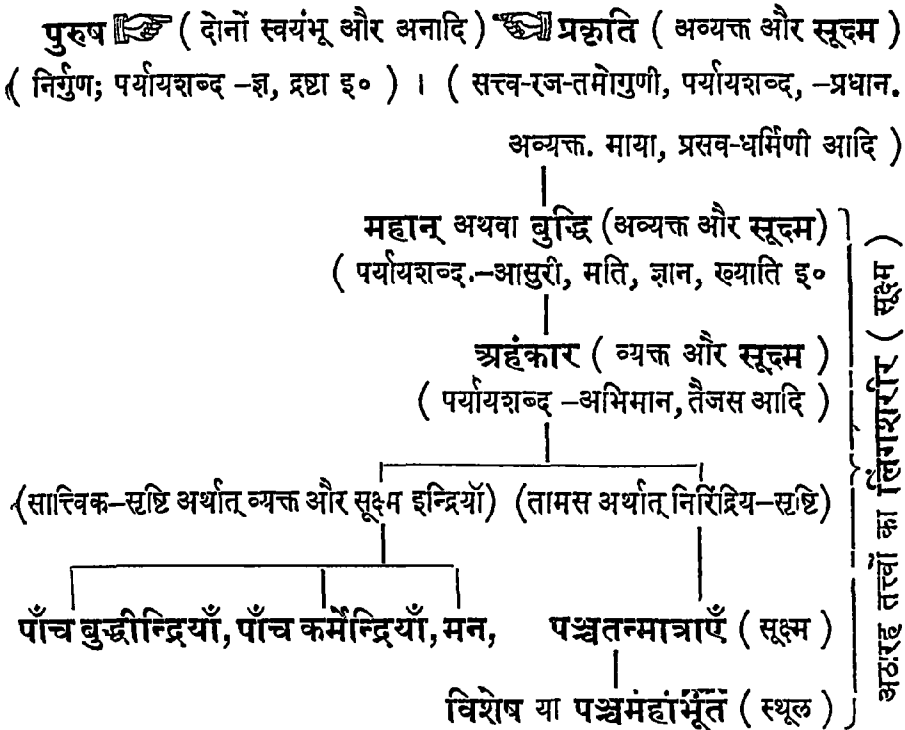 पुरुष ( दोनों स्वयंभू और अनादि ) प्रकृति ( अव्यक्त और सूक्ष्म )
( निर्गुण; पर्यायशब्द –ज्ञ, द्रष्टा इ० ) । ( सत्त्व-रज-तमोगुणी, पर्यायशब्द, –प्रधान.
अव्यक्त. माया, प्रसव-धर्मिणी आदि )
महान् अथवा बुद्धि (अव्यक्त और सूक्ष्म)
( पर्यायशब्द.–आसुरी, मति, ज्ञान, ख्याति इ०
अहंकार ( व्यक्त और सूक्ष्म )
( पर्यायशब्द –अभिमान, तैजस आदि )
(सात्त्विक–सृष्टि अर्थात् व्यक्त और सूक्ष्म इन्द्रियॉ) (तामस अर्थात् निरिंद्रिय–सृष्टि)
पाँच बुद्धीन्द्रियाँ, पाँच कर्मेन्द्रियाँ, मन, पञ्चतन्मात्राएँ ( सूक्ष्म )
विशेष या पञ्चमंहांभूंत ( स्थूल )
अठारह तत्त्वों का लिंगशरीर ( सूक्ष्म )